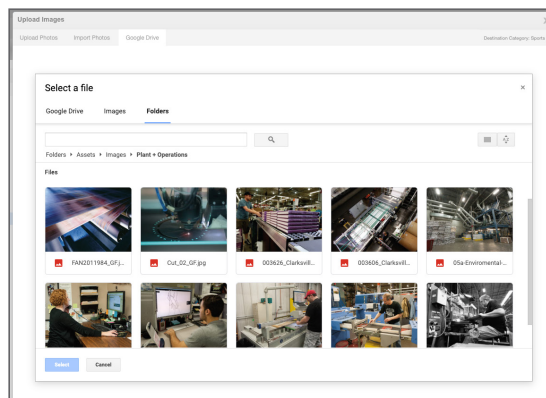 Upload Images
Upload Photos Import Photos Google Drive
Destination Category: Sports
Select a file
Google Drive Images Folders
Folders Assets Images Plant + Operations
Files
FAN2011984_GF.j... Cut_02_GF.jpg 003626_Clarksvill... 003606_Clarksvill... 05a-Enviromental-...
Select Cancel